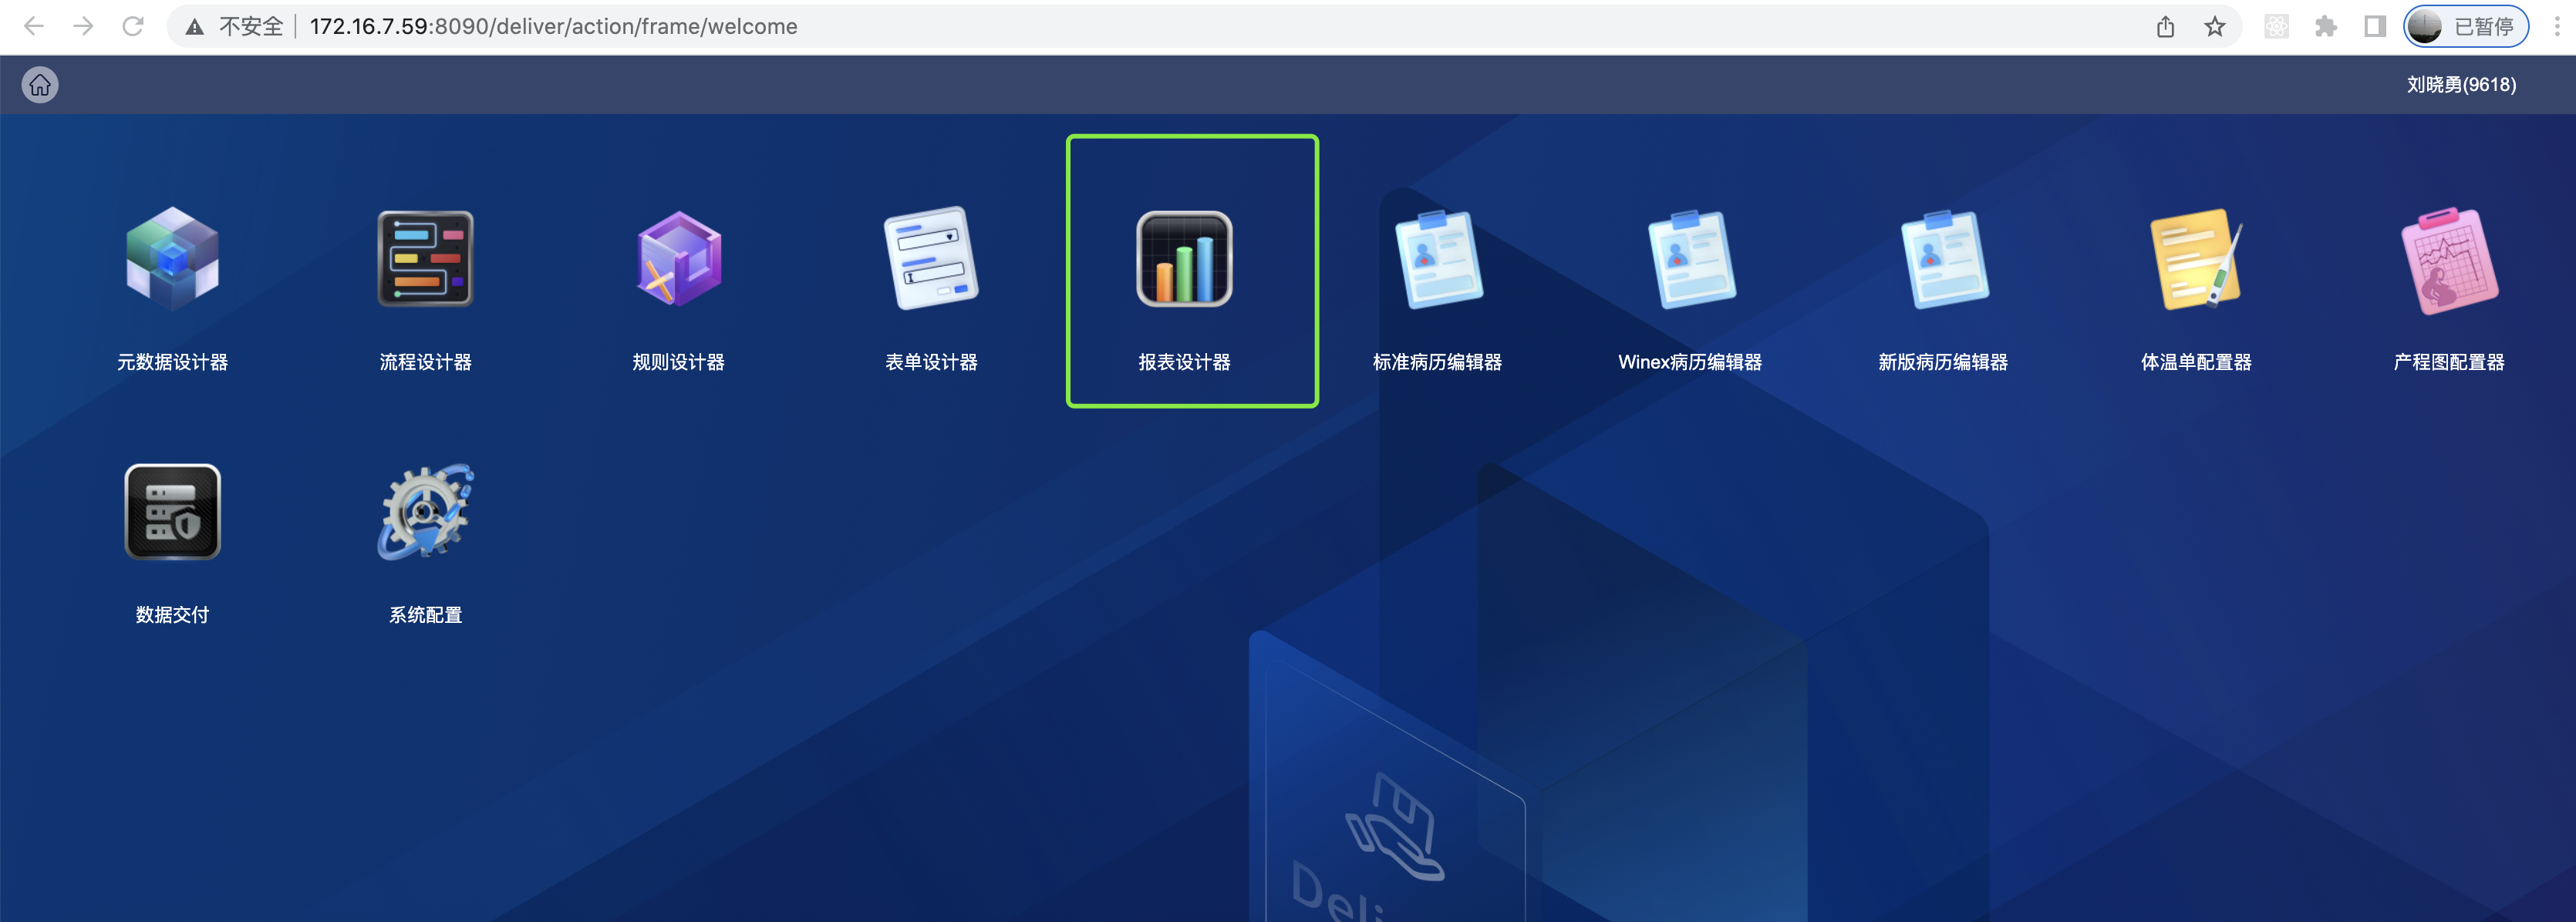 不安全 | 172.16.7.59:8090/deliver/action/frame/welcome
已暂停
刘晓勇(9618)
元数据设计器
流程设计器
规则设计器
表单设计器
报表设计器
标准病历编辑器
Winex病历编辑器
新版病历编辑器
体温单配置器
产程图配置器
数据交付
系统配置
Deli